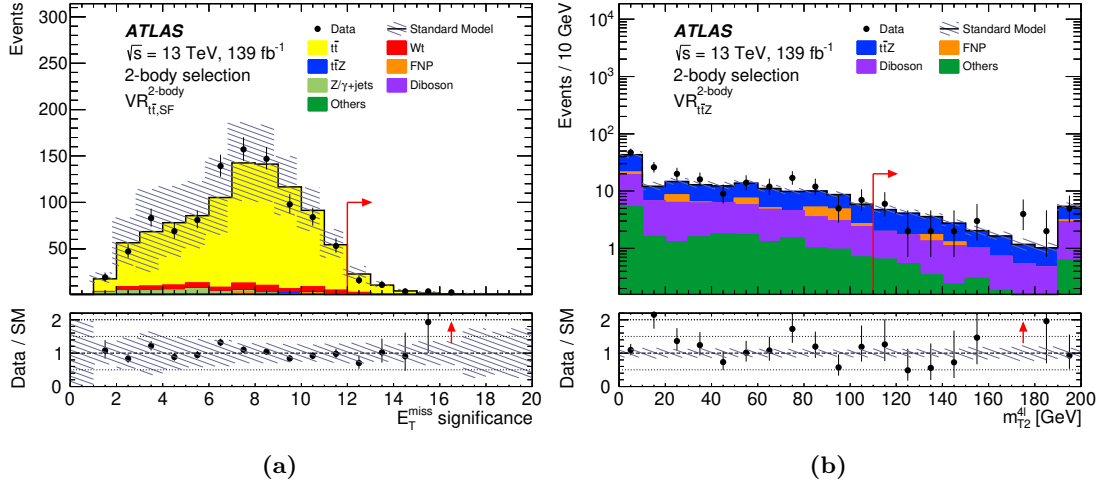 Events
300
250
200
150
100
50
ATLAS
√s = 13 TeV, 139 fb⁻¹
2-body selection
VR^{2-body}_{tt̄,SF}
Data
Standard Model
tt̄
Wt
tt̄Z
FNP
Z/γ+jets
Diboson
Others
Data / SM
2
1
0
0 2 4 6 8 10 12 14 16 18 20
E_T^{miss} significance
(a)
Events / 10 GeV
10⁴
10³
10²
10
1
ATLAS
√s = 13 TeV, 139 fb⁻¹
2-body selection
VR^{2-body}_{tt̄Z}
Data
Standard Model
tt̄Z
FNP
Diboson
Others
Data / SM
2
1
0
0 20 40 60 80 100 120 140 160 180 200
m_{T2}^{4l} [GeV]
(b)